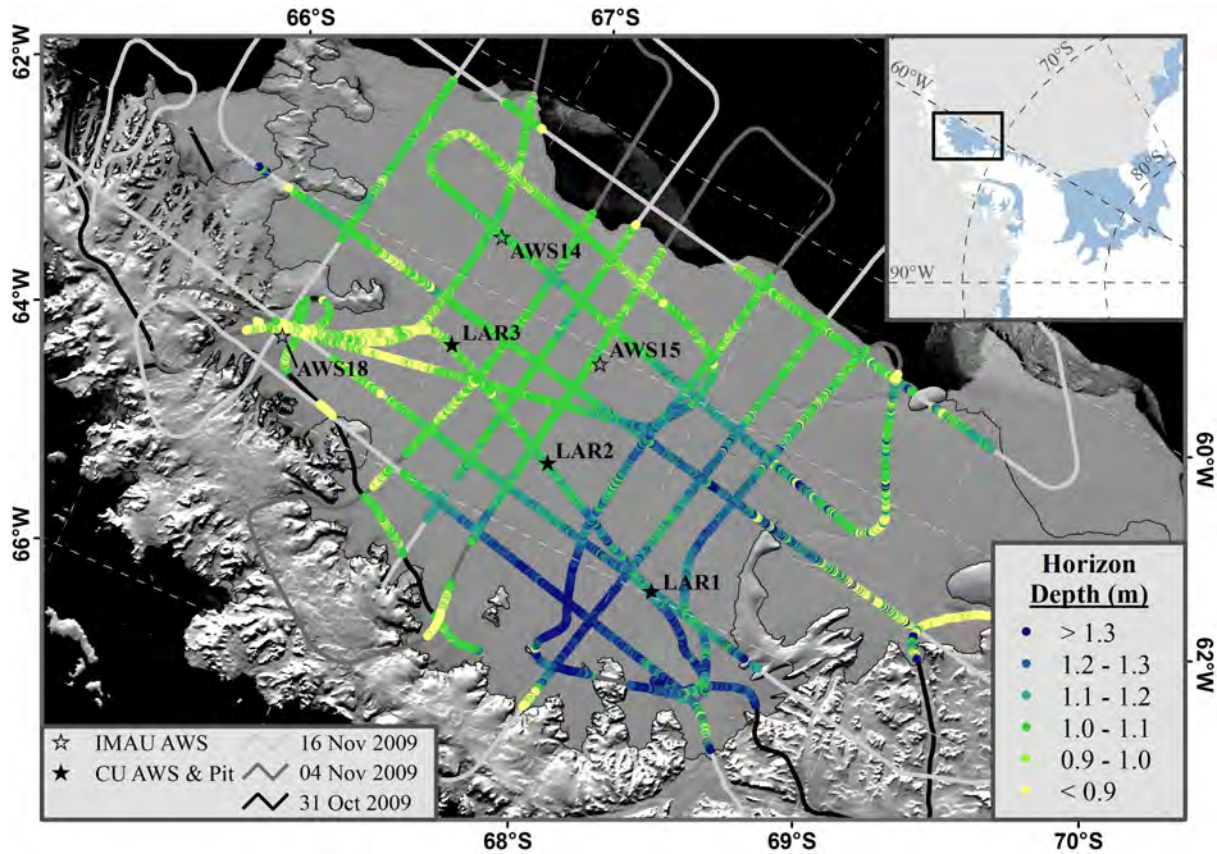 66°S
67°S
62°W
60°W
70°S
80°S
90°W
AWS14
64°W
LAR3
AWS15
AWS18
LAR2
60°W
66°W
LAR1
Horizon
Depth (m)
> 1.3
1.2 - 1.3
1.1 - 1.2
1.0 - 1.1
0.9 - 1.0
< 0.9
62°W
IMAU AWS
CU AWS & Pit
16 Nov 2009
04 Nov 2009
31 Oct 2009
68°S
69°S
70°S